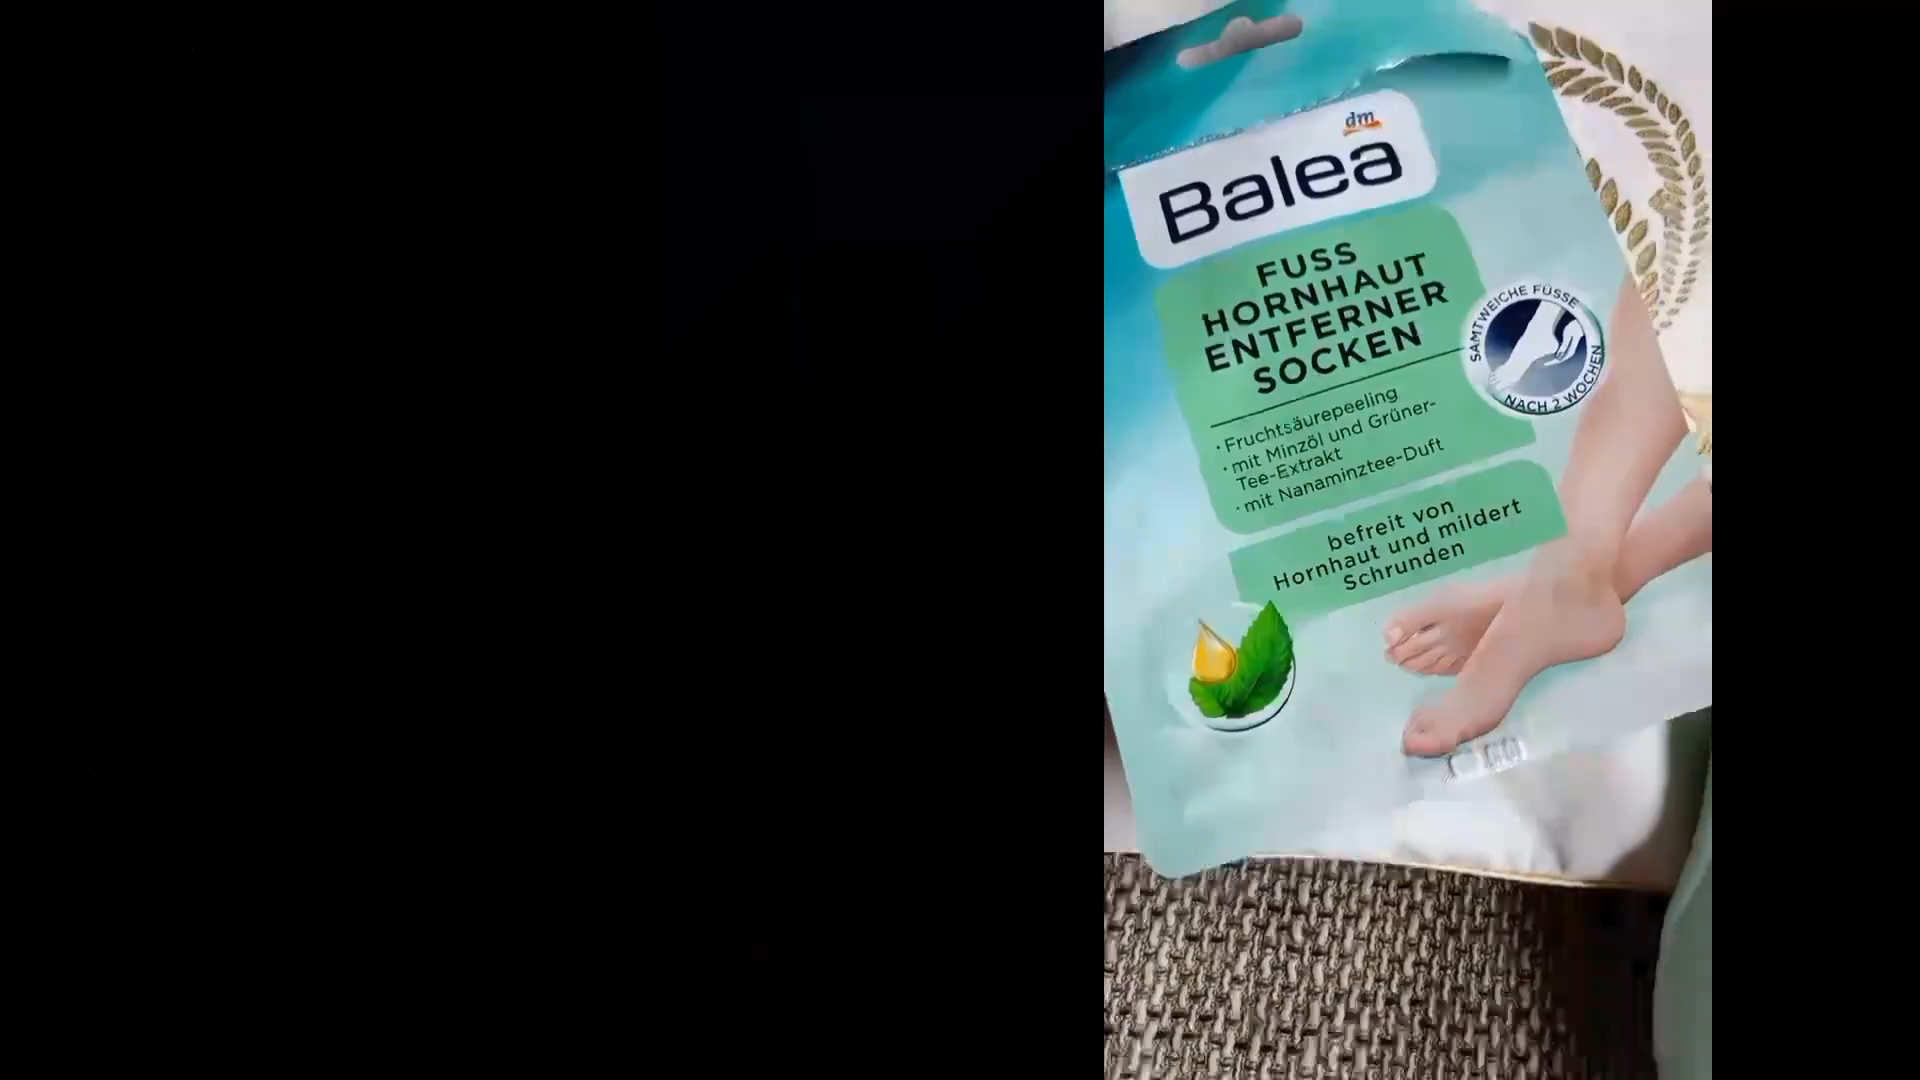 dm
Balea
FUSS
HORNHAUT
ENTFERNER
SOCKEN
SAMTWEICHE FÜSSE
NACH 2 WOCHEN
· Fruchtsäurepeeling
· mit Minzöl und Grüner-
Tee-Extrakt
· mit Nanaminztee-Duft
befreit von
Hornhaut und mildert
Schrunden